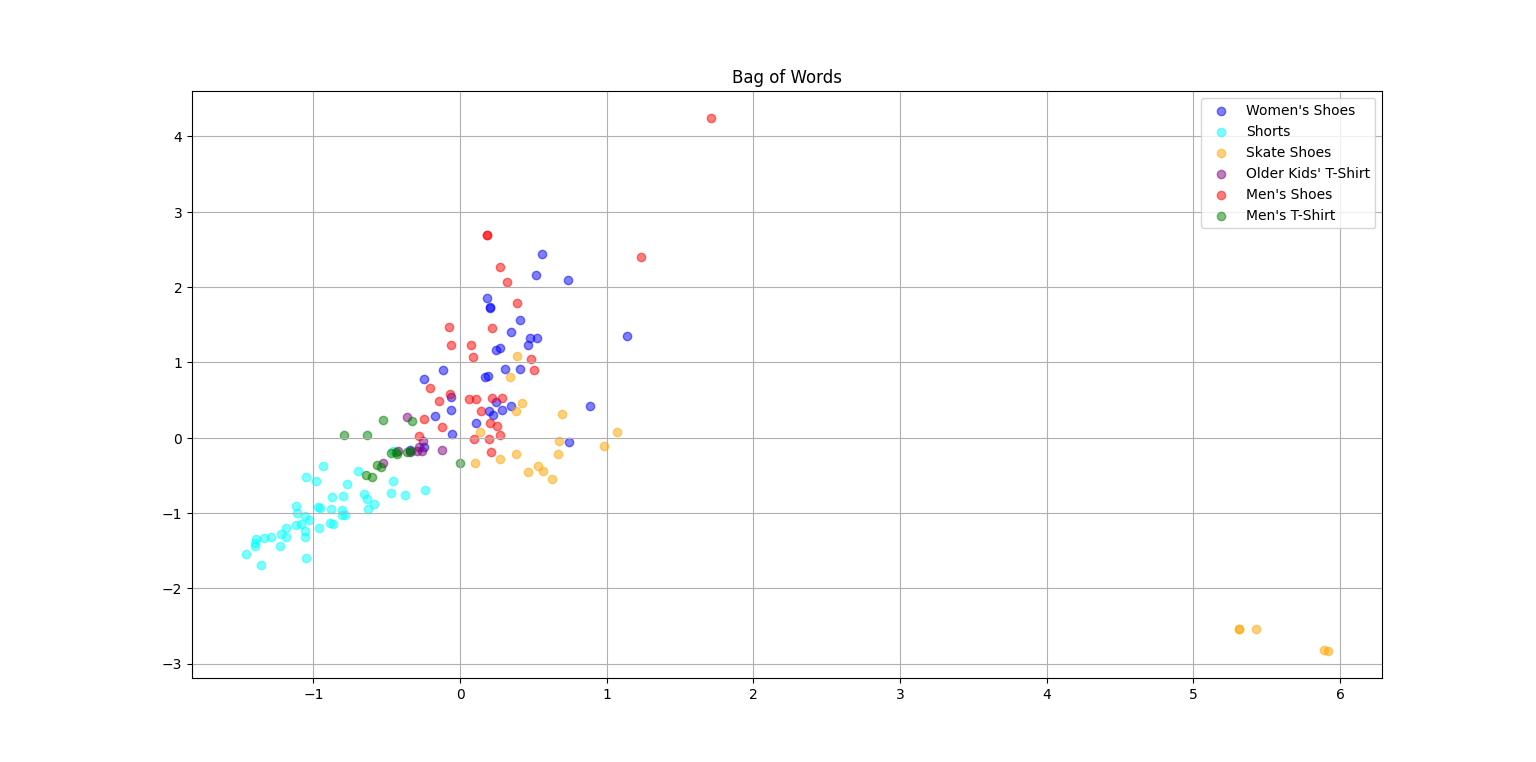 Bag of Words
Women's Shoes
Shorts
Skate Shoes
Older Kids' T-Shirt
Men's Shoes
Men's T-Shirt
4
3
2
1
0
−1
−2
−3
−1 0 1 2 3 4 5 6